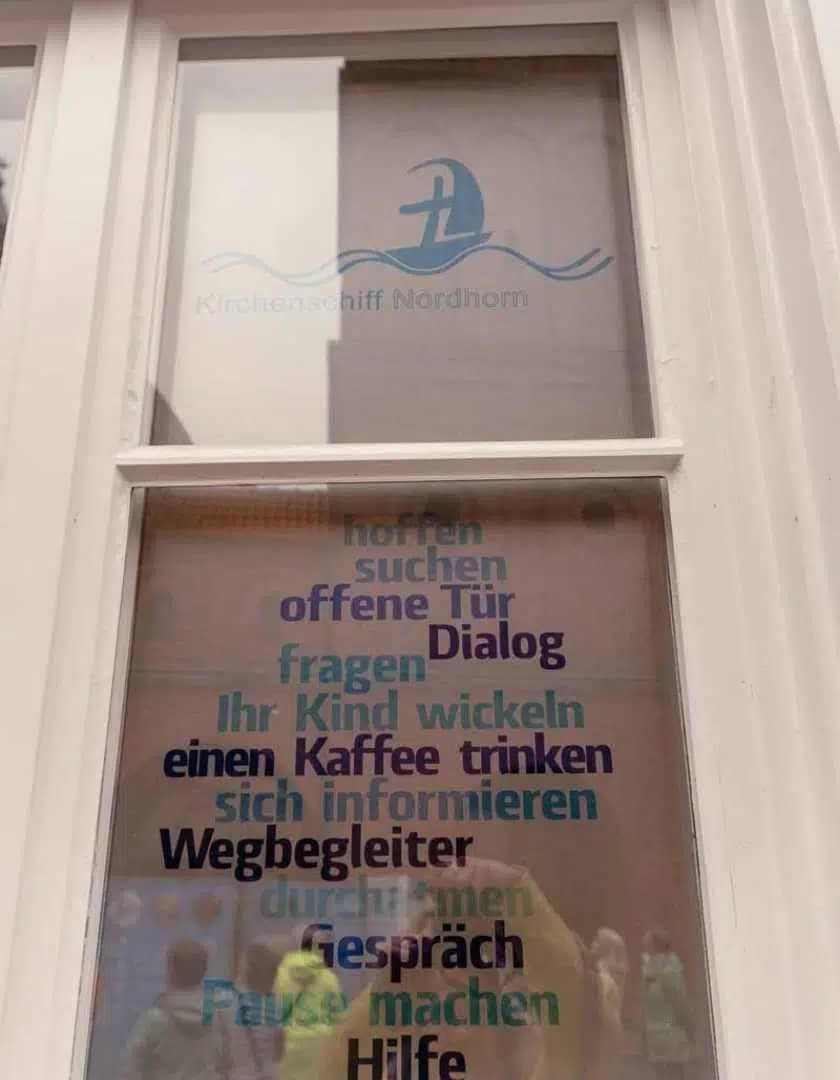 Kirchenschiff Nordhorn
hoffen
suchen
offene Tür
Dialog
fragen
Ihr Kind wickeln
einen Kaffee trinken
sich informieren
Wegbegleiter
durchatmen
Gespräch
Pause machen
Hilfe